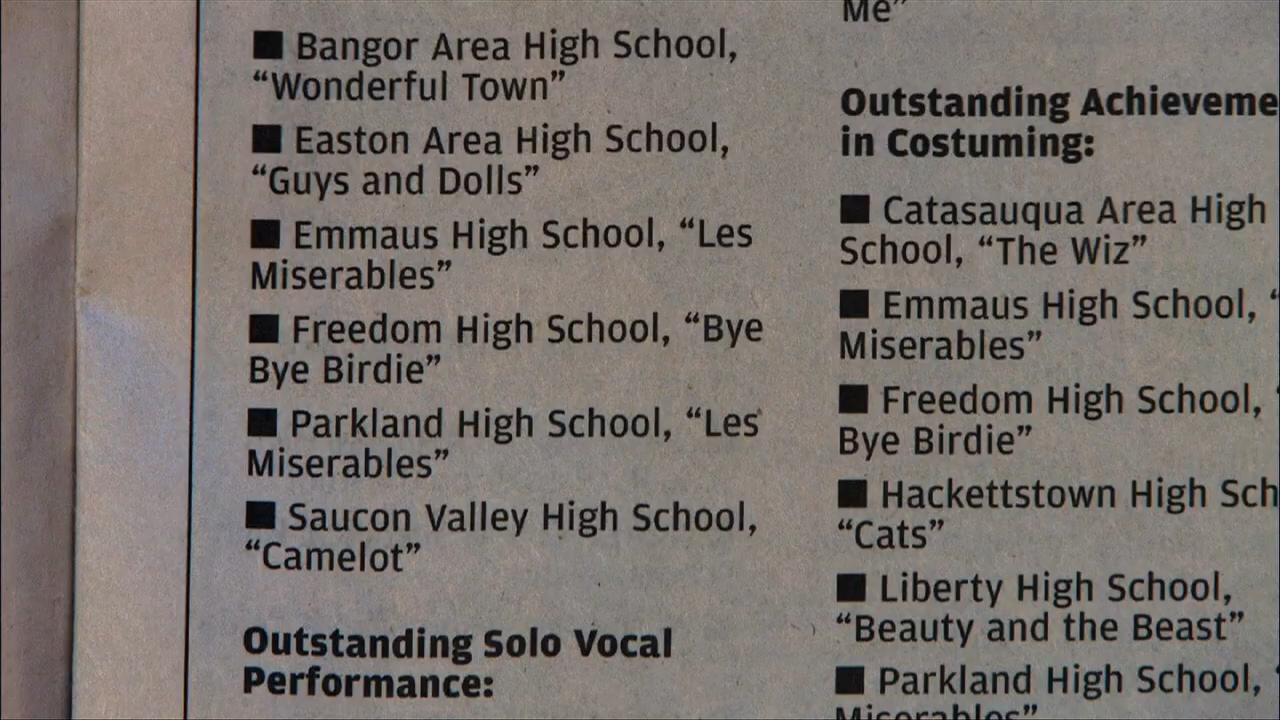 ■ Bangor Area High School,
“Wonderful Town”
■ Easton Area High School,
“Guys and Dolls”
■ Emmaus High School, “Les
Miserables”
■ Freedom High School, “Bye
Bye Birdie”
■ Parkland High School, “Les
Miserables”
■ Saucon Valley High School,
“Camelot”
Outstanding Solo Vocal
Performance:
Me”
Outstanding Achieveme
in Costuming:
■ Catasauqua Area High
School, “The Wiz”
■ Emmaus High School, “
Miserables”
■ Freedom High School, “
Bye Birdie”
■ Hackettstown High Sch
“Cats”
■ Liberty High School,
“Beauty and the Beast”
■ Parkland High School, “
Miserables”